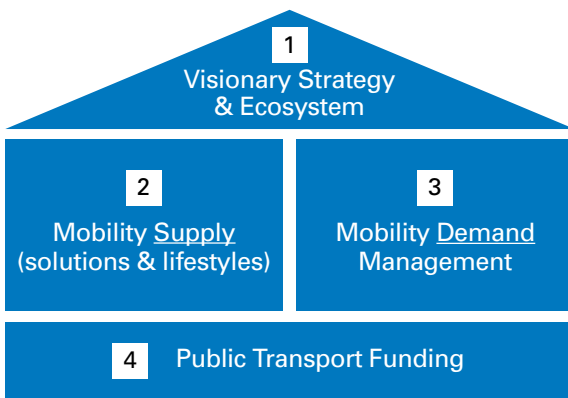 1
Visionary Strategy
& Ecosystem
2
Mobility Supply
(solutions & lifestyles)
3
Mobility Demand
Management
4 Public Transport Funding